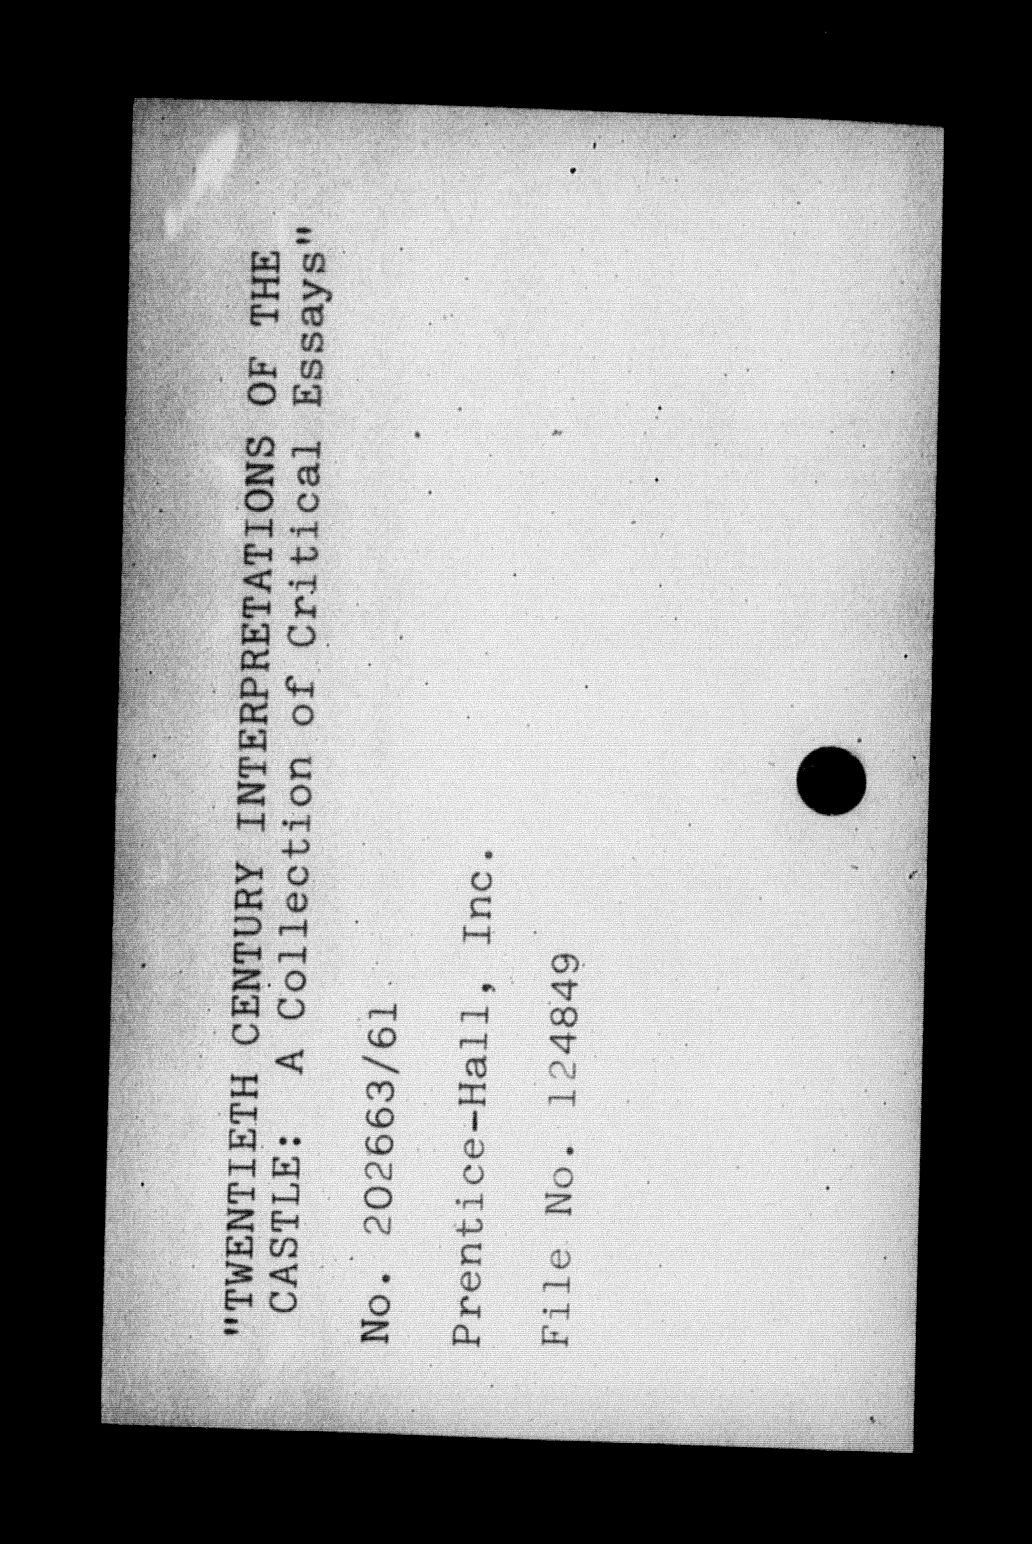 "TWENTIETH CENTURY INTERPRETATIONS OF THE
CASTLE: A Collection of Critical Essays"
No. 202663/61
Prentice-Hall, Inc.
File No. 124849